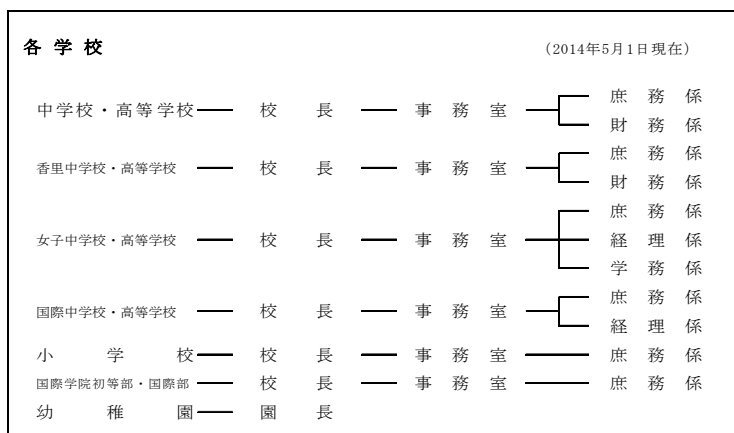 各学校 （2014年5月1日現在）
庶務係
中学校・高等学校 校長 事務室
財務係
庶務係
香里中学校・高等学校 校長 事務室
財務係
庶務係
女子中学校・高等学校 校長 事務室 経理係
学務係
庶務係
国際中学校・高等学校 校長 事務室
経理係
小学校 校長 事務室 庶務係
国際学院初等部・国際部 校長 事務室 庶務係
幼稚園 園長